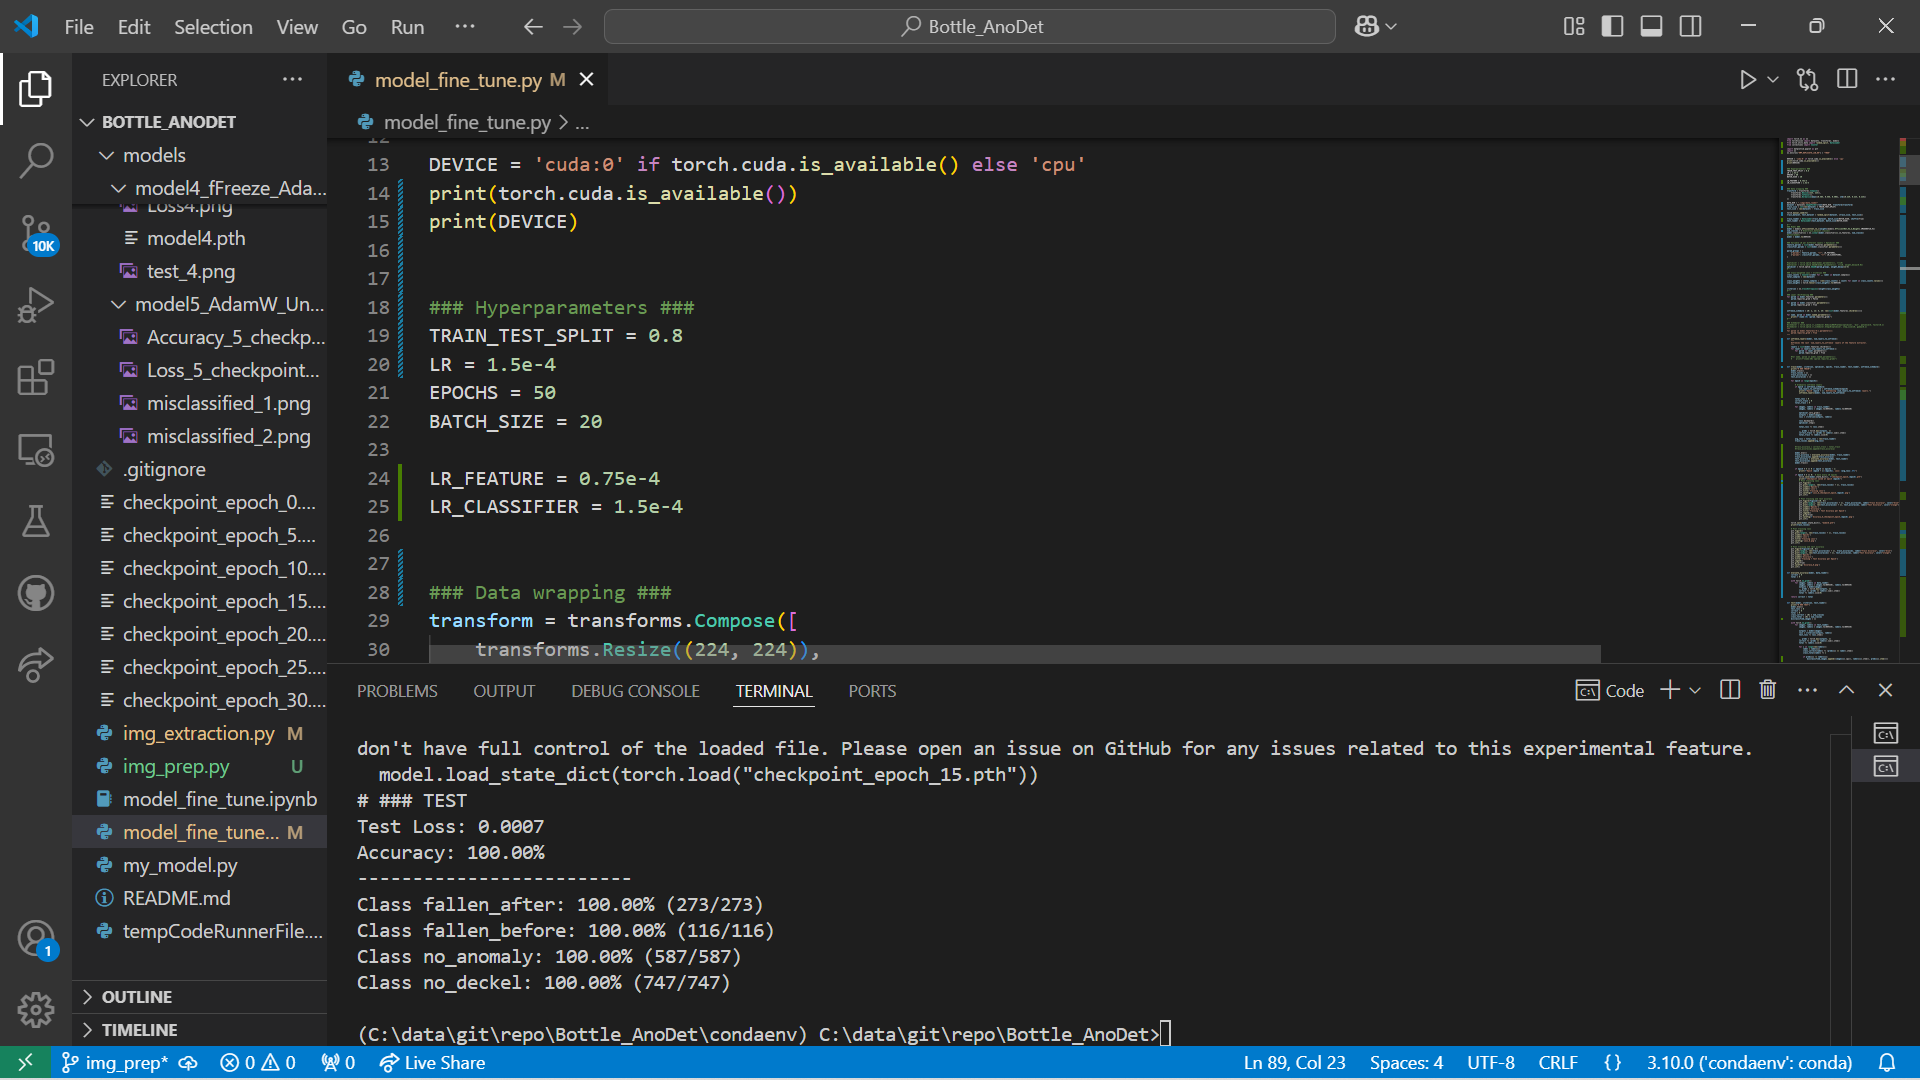 File Edit Selection View Go Run ··· Bottle_AnoDet
EXPLORER ···
BOTTLE_ANODET
models
model4_fFreeze_Ada...
Loss4.png
model4.pth
test_4.png
model5_AdamW_Un...
Accuracy_5_checkp...
Loss_5_checkpoint...
misclassified_1.png
misclassified_2.png
.gitignore
checkpoint_epoch_0....
checkpoint_epoch_5....
checkpoint_epoch_10....
checkpoint_epoch_15....
checkpoint_epoch_20....
checkpoint_epoch_25....
checkpoint_epoch_30....
img_extraction.py M
img_prep.py U
model_fine_tune.ipynb
model_fine_tune... M
my_model.py
README.md
tempCodeRunnerFile....
OUTLINE
TIMELINE
10K
1
model_fine_tune.py M
model_fine_tune.py > ...
12
13 DEVICE = 'cuda:0' if torch.cuda.is_available() else 'cpu'
14 print(torch.cuda.is_available())
15 print(DEVICE)
16
17
18 ### Hyperparameters ###
19 TRAIN_TEST_SPLIT = 0.8
20 LR = 1.5e-4
21 EPOCHS = 50
22 BATCH_SIZE = 20
23
24 LR_FEATURE = 0.75e-4
25 LR_CLASSIFIER = 1.5e-4
26
27
28 ### Data wrapping ###
29 transform = transforms.Compose([
30 transforms.Resize((224, 224)),
PROBLEMS OUTPUT DEBUG CONSOLE TERMINAL PORTS Code
don't have full control of the loaded file. Please open an issue on GitHub for any issues related to this experimental feature.
model.load_state_dict(torch.load("checkpoint_epoch_15.pth"))
# ### TEST
Test Loss: 0.0007
Accuracy: 100.00%
-------------------------
Class fallen_after: 100.00% (273/273)
Class fallen_before: 100.00% (116/116)
Class no_anomaly: 100.00% (587/587)
Class no_deckel: 100.00% (747/747)
(C:\data\git\repo\Bottle_AnoDet\condaenv) C:\data\git\repo\Bottle_AnoDet>
img_prep* 0 0 0 Live Share Ln 89, Col 23 Spaces: 4 UTF-8 CRLF {} 3.10.0 ('condaenv': conda)